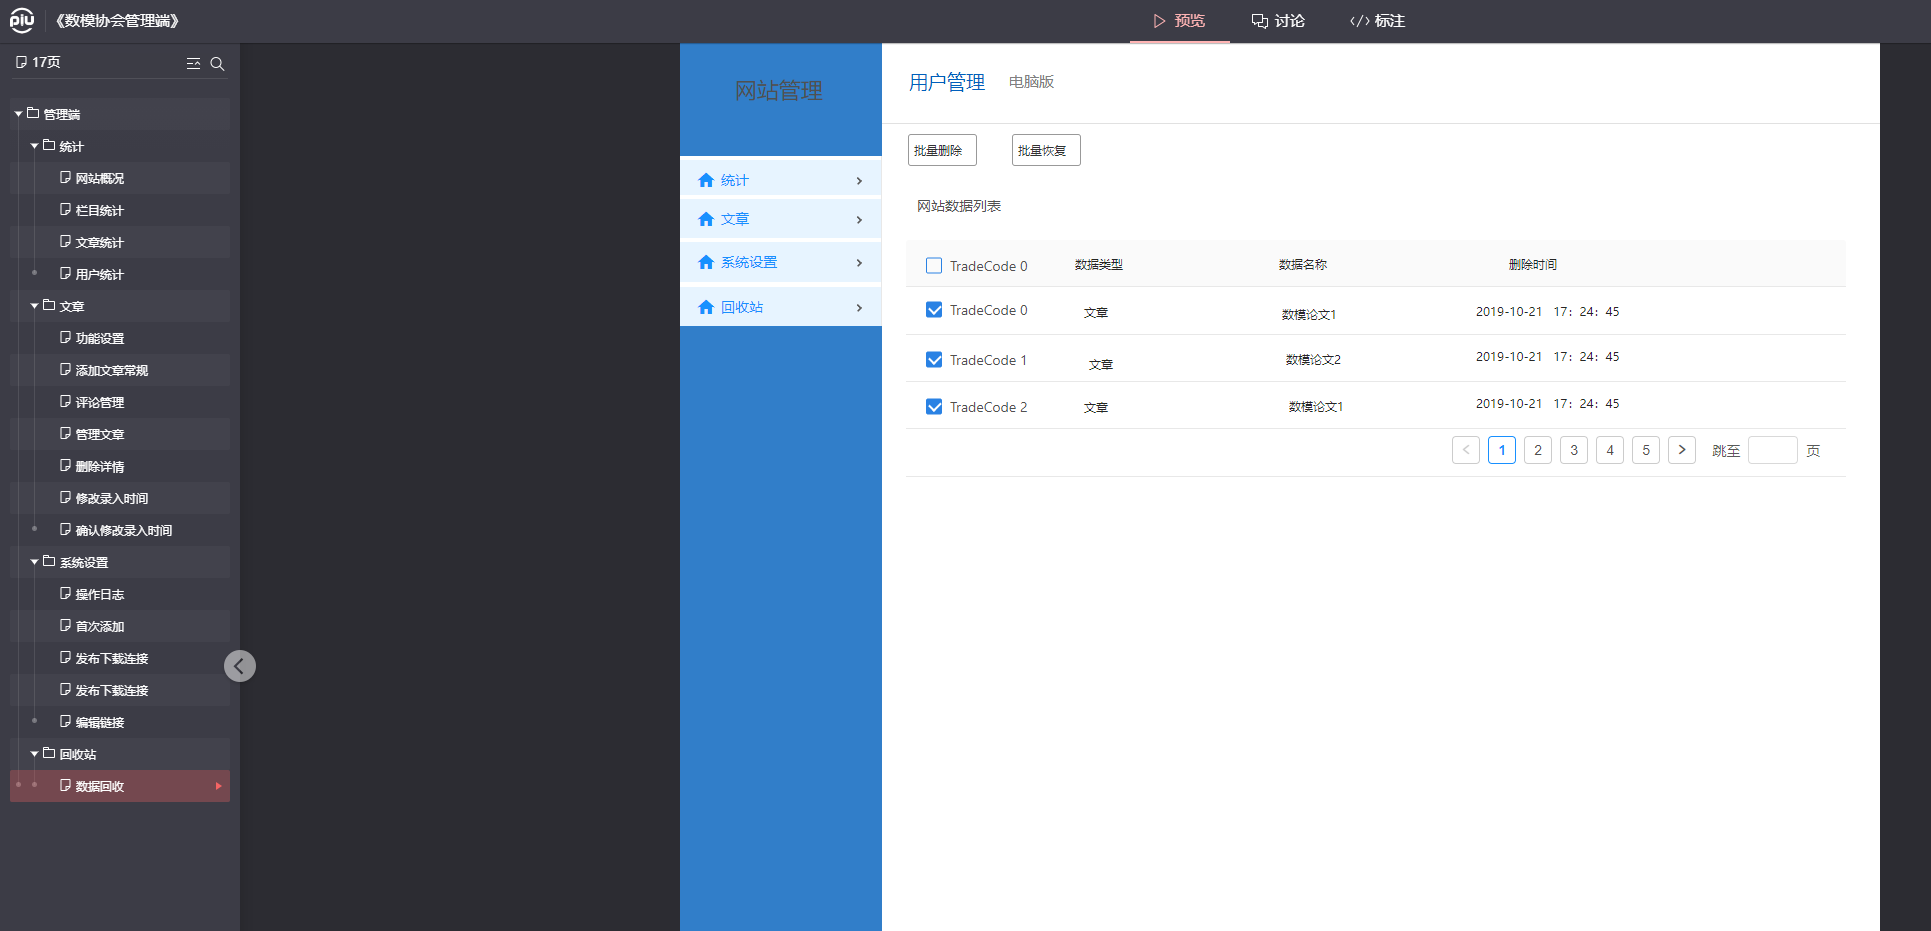 piu 《数模协会管理端》 预览 讨论 标注
17页
管理端
统计
网站概况
栏目统计
文章统计
用户统计
文章
功能设置
添加文章常规
评论管理
管理文章
删除详情
修改录入时间
确认修改录入时间
系统设置
操作日志
首次添加
发布下载连接
发布下载连接
编辑链接
回收站
数据回收
网站管理
统计
文章
系统设置
回收站
用户管理 电脑版
批量删除 批量恢复
网站数据列表
TradeCode 0 数据类型 数据名称 删除时间
TradeCode 0 文章 数模论文1 2019-10-21 17：24：45
TradeCode 1 文章 数模论文2 2019-10-21 17：24：45
TradeCode 2 文章 数模论文1 2019-10-21 17：24：45
< 1 2 3 4 5 > 跳至 页